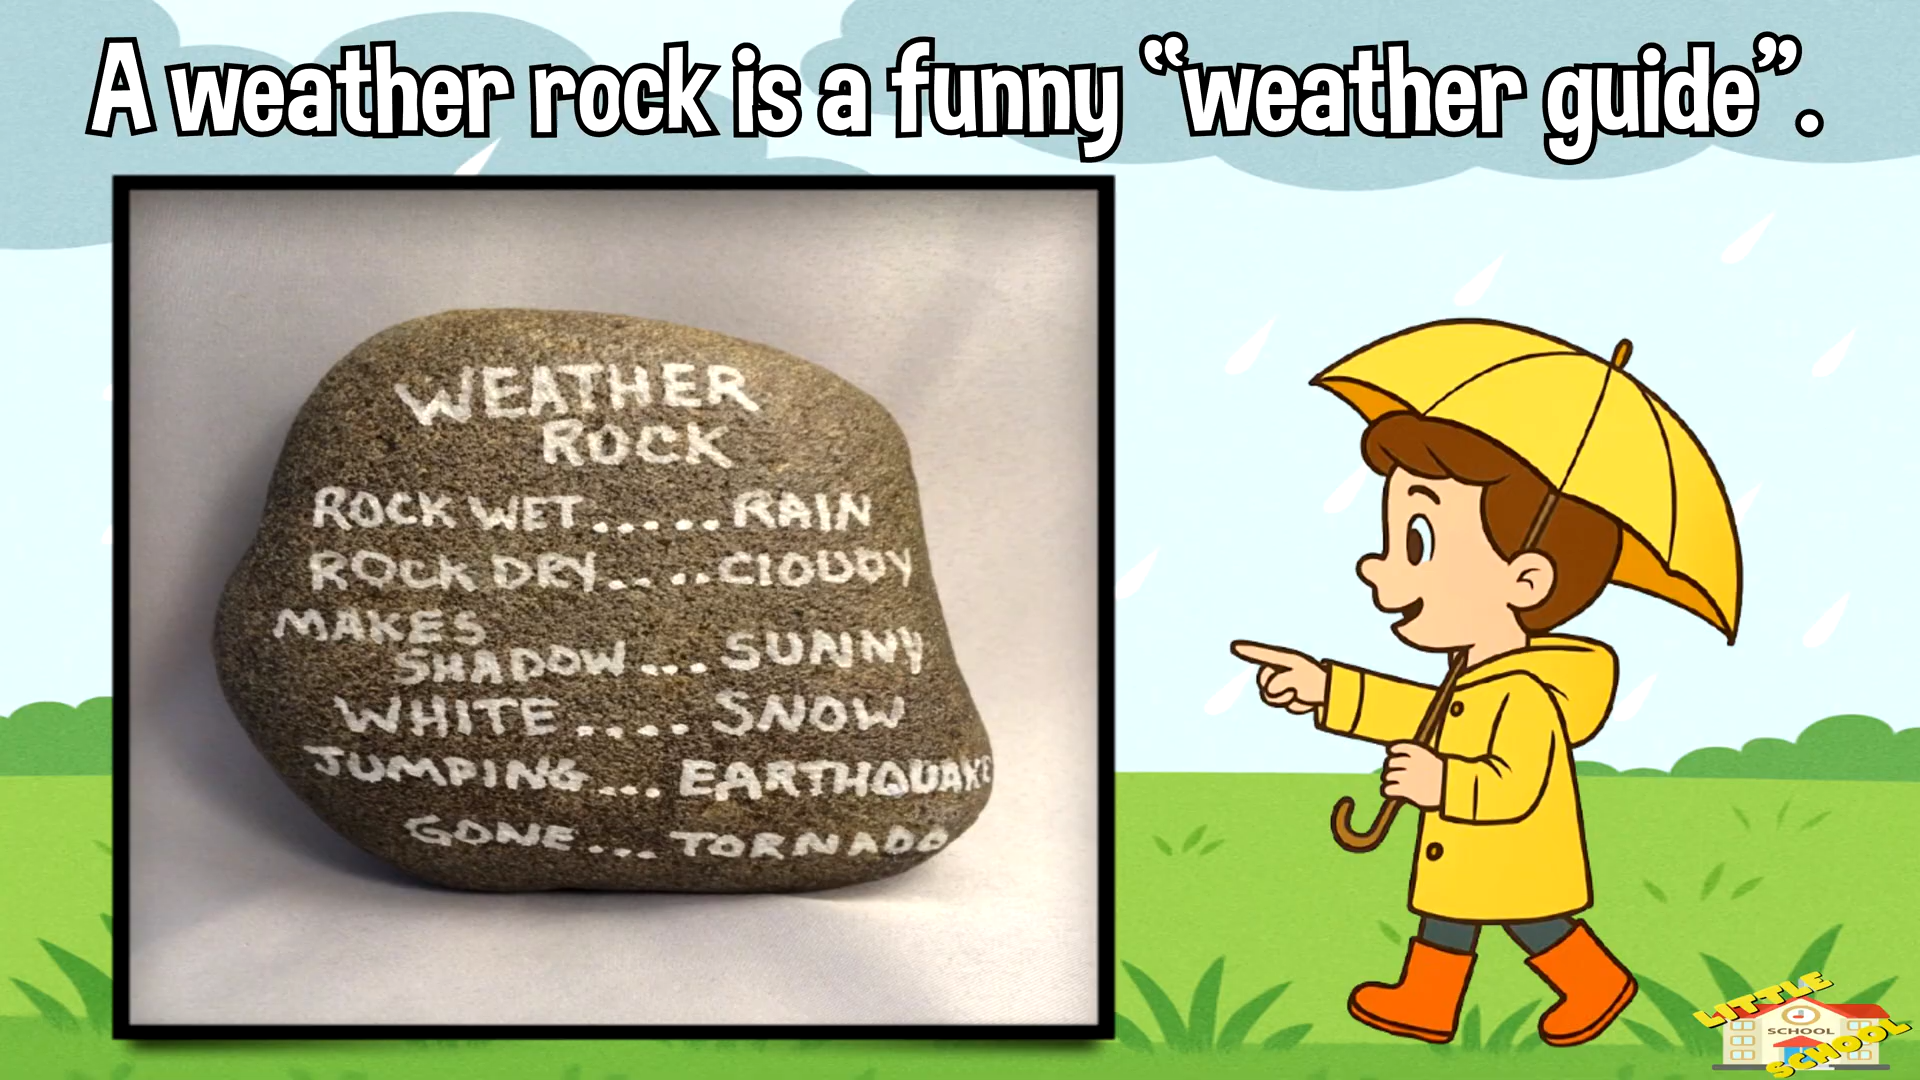 A weather rock is a funny “weather guide”.
WEATHER
ROCK
ROCK WET.....RAIN
ROCK DRY....CLOUDY
MAKES
SHADOW...SUNNY
WHITE....SNOW
JUMPING...EARTHQUAKE
GONE...TORNADO
LITTLE
SCHOOL
SCHOOL